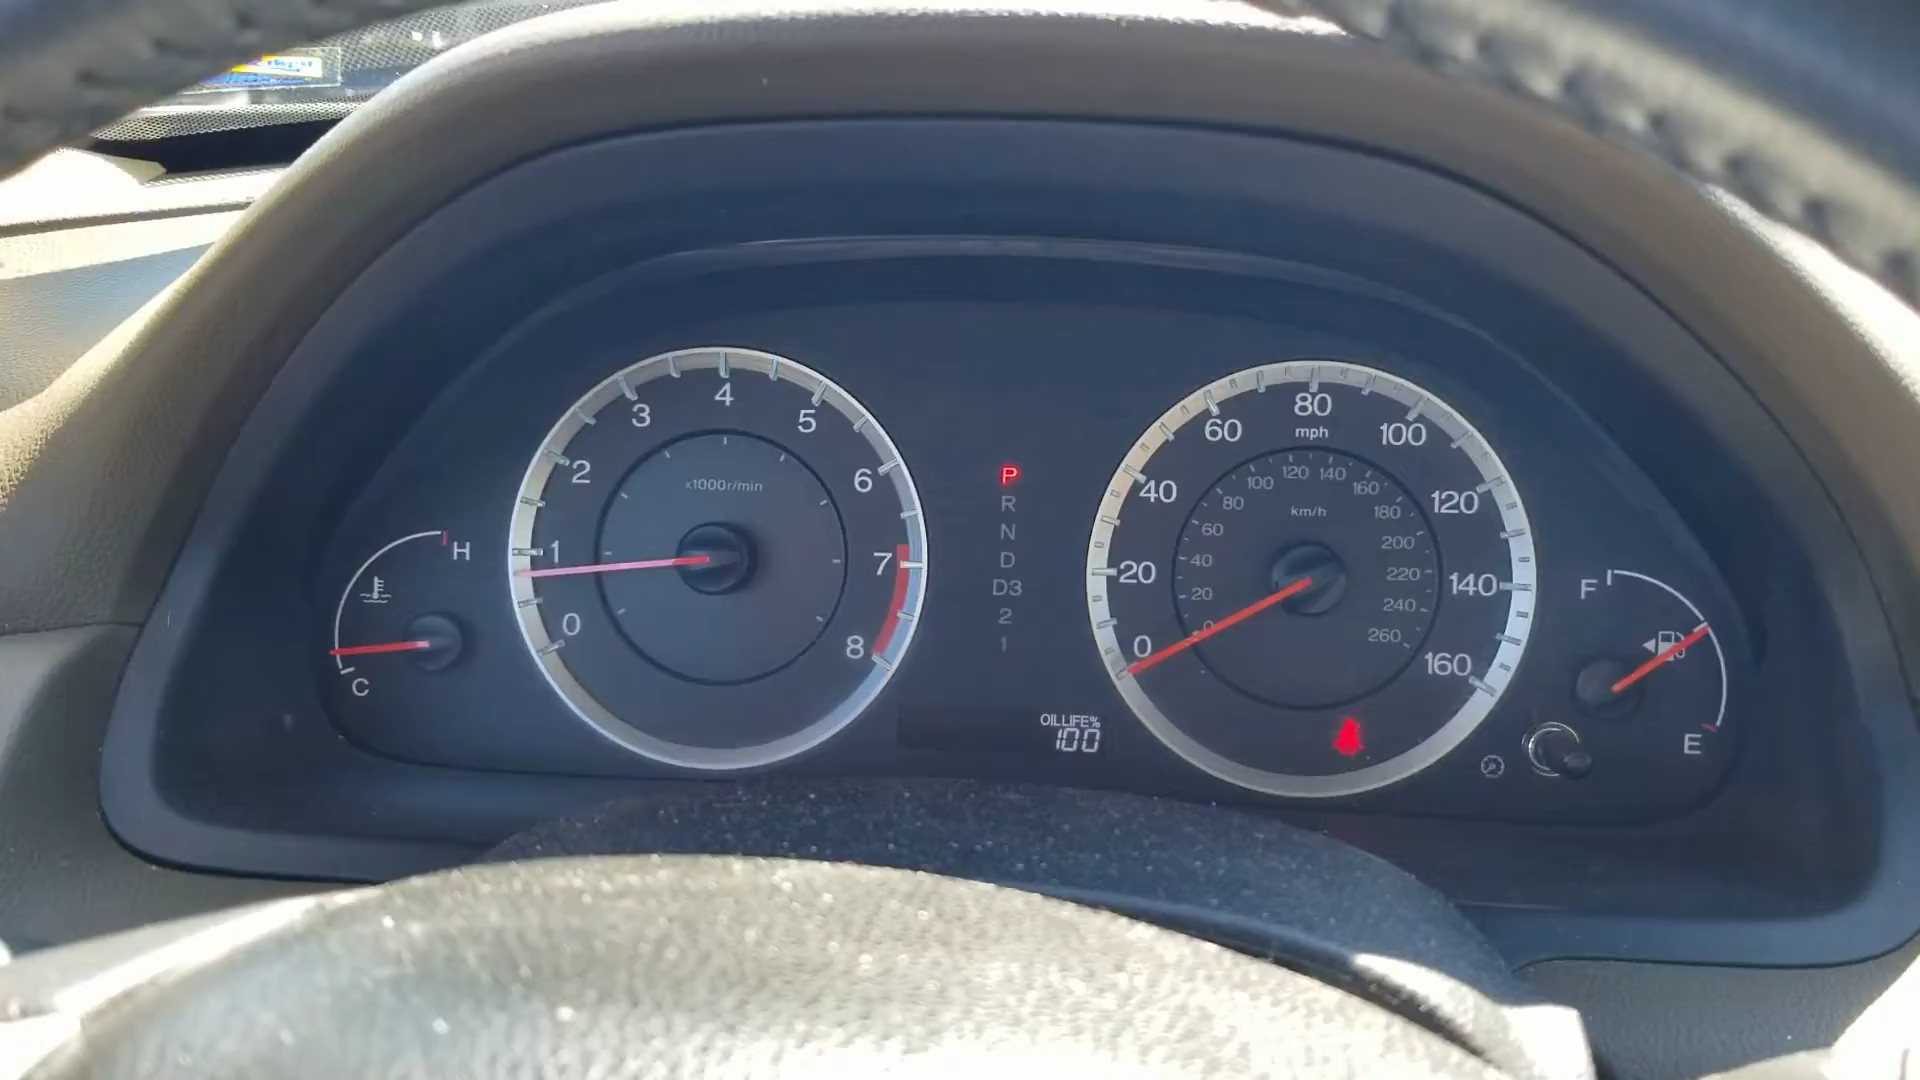 0 1 2 3 4 5 6 7 8
x1000r/min
H
C
P
R
N
D
D3
2
1
OIL LIFE%
100
0 20 40 60 80 100 120 140 160
mph
0 20 40 60 80 100 120 140 160 180 200 220 240 260
km/h
F
E